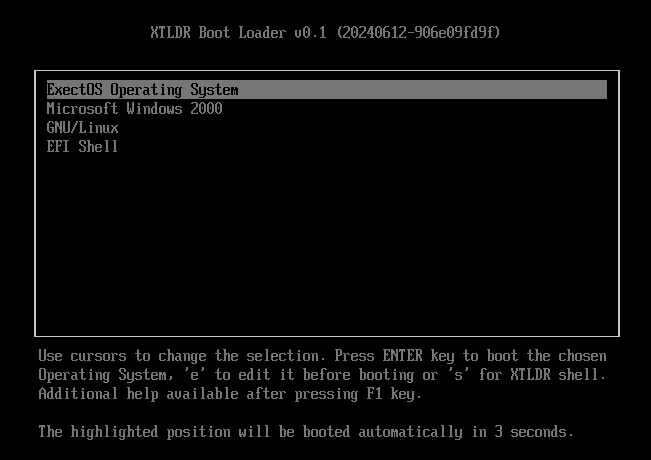 XTLDR Boot Loader v0.1 (20240612-906e09fd9f)
ExectOS Operating System
Microsoft Windows 2000
GNU/Linux
EFI Shell
Use cursors to change the selection. Press ENTER key to boot the chosen
Operating System, 'e' to edit it before booting or 's' for XTLDR shell.
Additional help available after pressing F1 key.
The highlighted position will be booted automatically in 3 seconds.